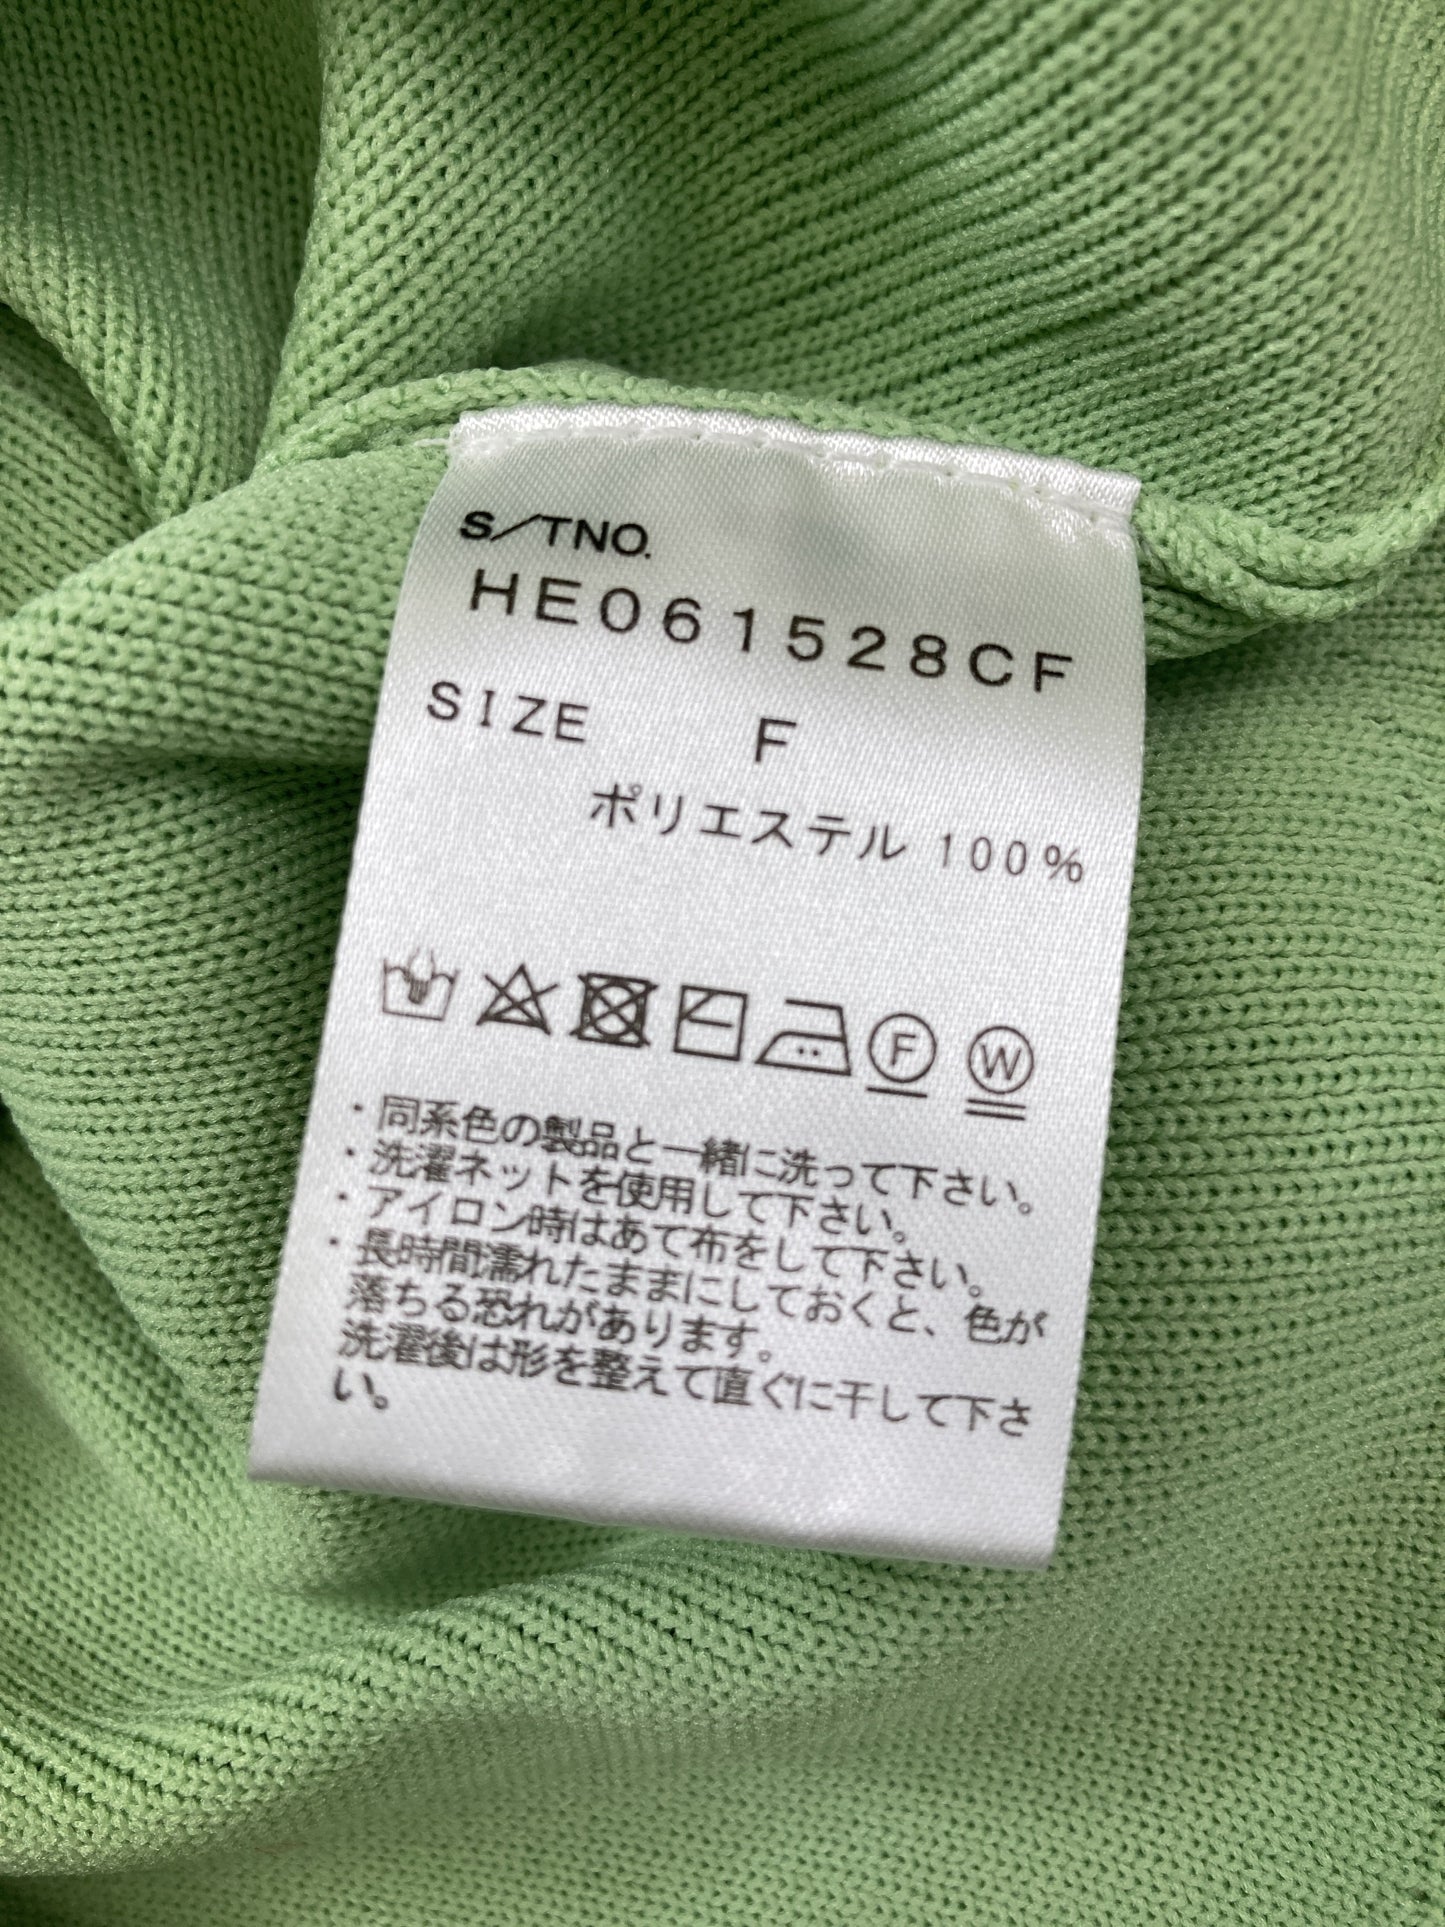 S/TNO.
HE061528CF
SIZE F
ポリエステル 100%
F W
・同系色の製品と一緒に洗って下さい。
・洗濯ネットを使用して下さい。
・アイロン時はあて布をして下さい。
・長時間濡れたままにしておくと、色が
落ちる恐れがあります。
洗濯後は形を整えて直ぐに干して下さ
い。